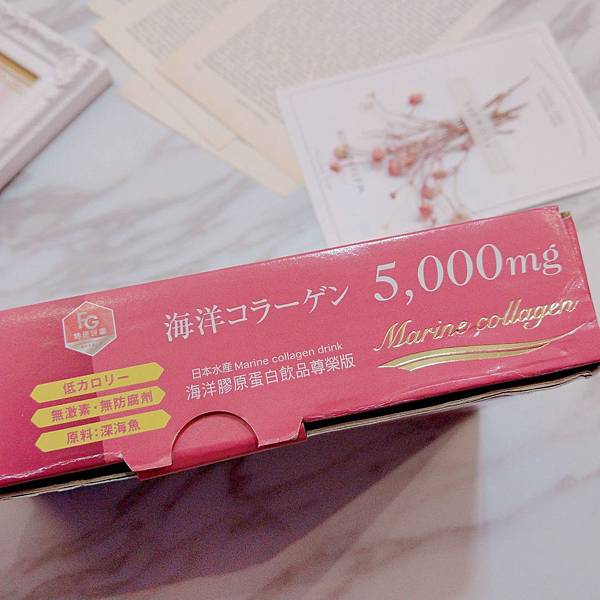 海洋コラーゲン 5,000mg
Marine collagen
日本水産 Marine collagen drink
海洋膠原蛋白飲品尊榮版
FG
低カロリー
無激素・無防腐劑
原料：深海魚